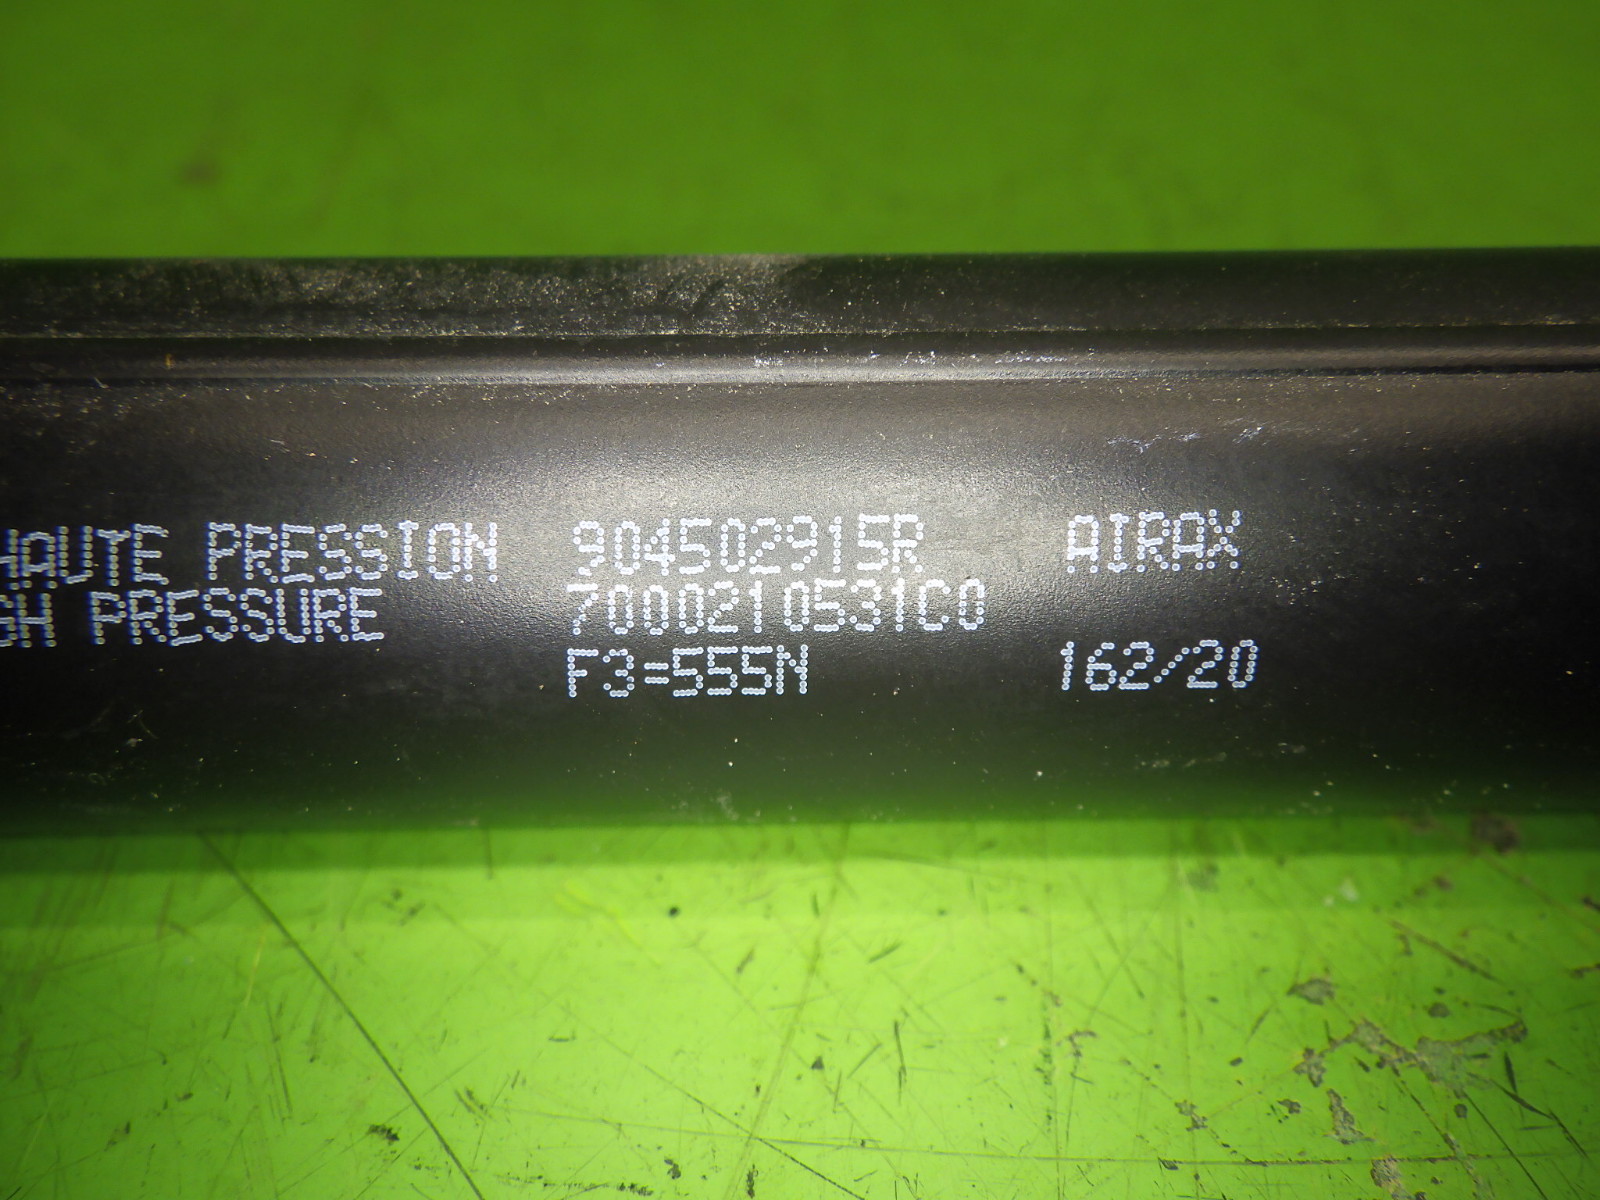 HAUTE PRESSION 904502915R AIRAX
GH PRESSURE 7000210531C0
F3=555N 162/20